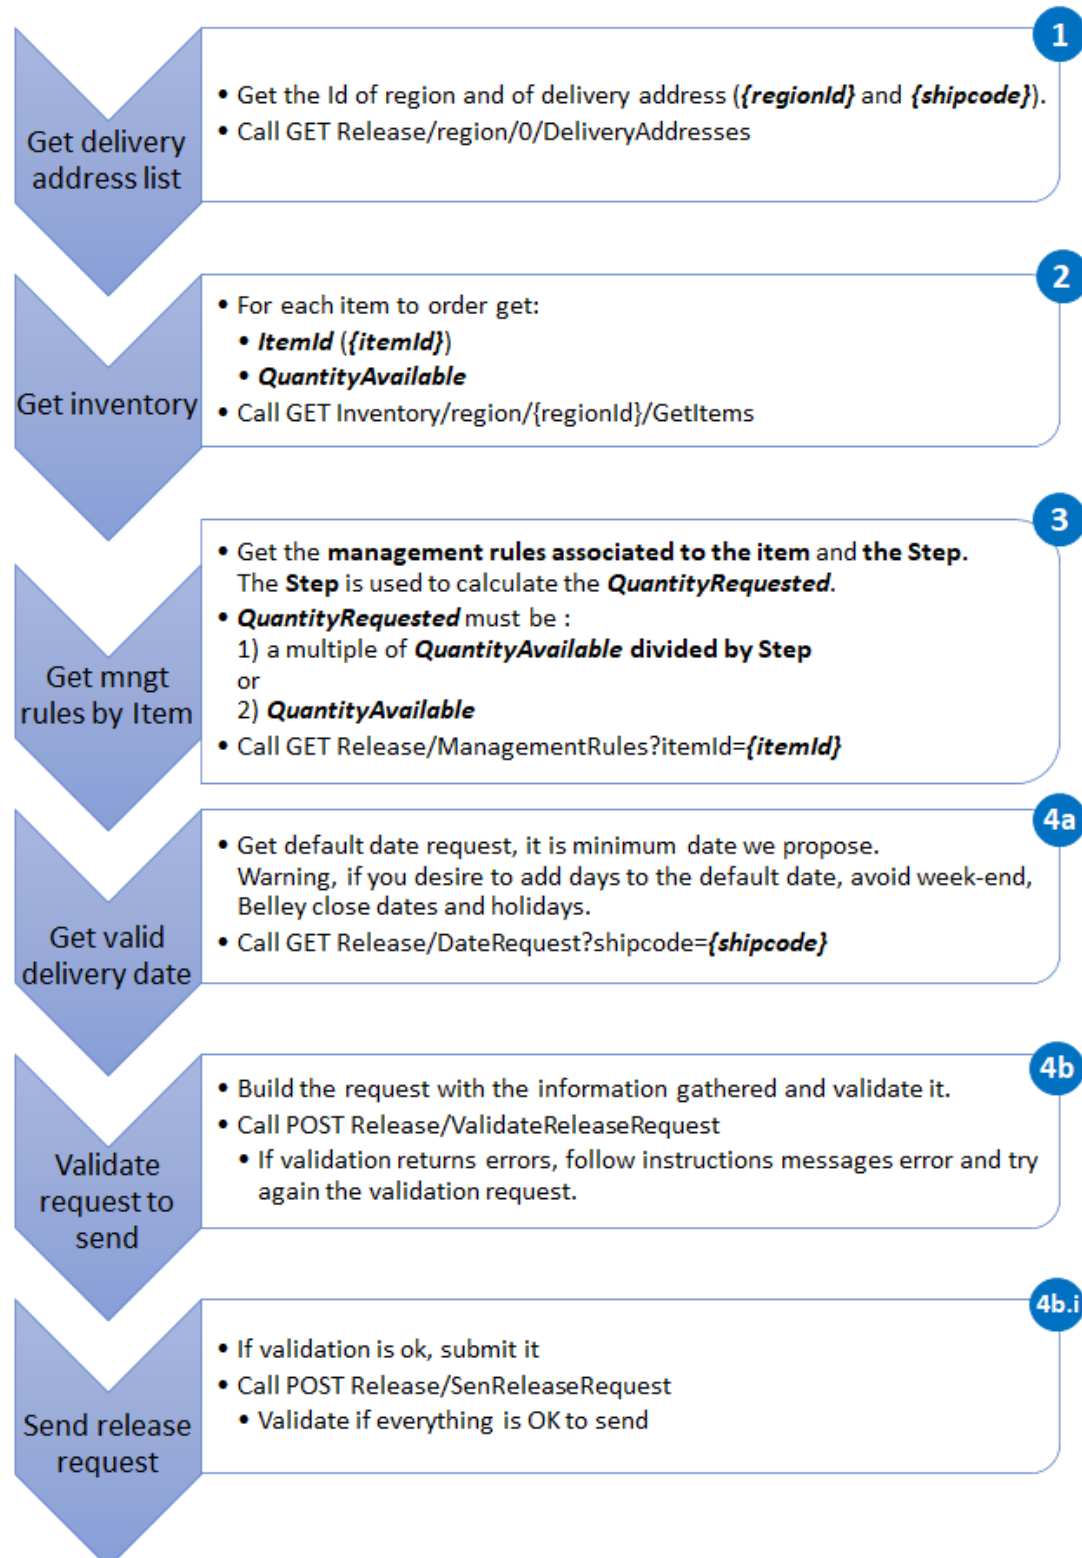 1
Get delivery
address list
• Get the Id of region and of delivery address ({regionId} and {shipcode}).
• Call GET Release/region/0/DeliveryAddresses
2
Get inventory
• For each item to order get:
• ItemId ({itemId})
• QuantityAvailable
• Call GET Inventory/region/{regionId}/GetItems
3
Get mngt
rules by Item
• Get the management rules associated to the item and the Step.
The Step is used to calculate the QuantityRequested.
• QuantityRequested must be :
1) a multiple of QuantityAvailable divided by Step
or
2) QuantityAvailable
• Call GET Release/ManagementRules?itemId={itemId}
4a
Get valid
delivery date
• Get default date request, it is minimum date we propose.
Warning, if you desire to add days to the default date, avoid week-end,
Belley close dates and holidays.
• Call GET Release/DateRequest?shipcode={shipcode}
4b
Validate
request to
send
• Build the request with the information gathered and validate it.
• Call POST Release/ValidateReleaseRequest
• If validation returns errors, follow instructions messages error and try
again the validation request.
4b.i
Send release
request
• If validation is ok, submit it
• Call POST Release/SenReleaseRequest
• Validate if everything is OK to send